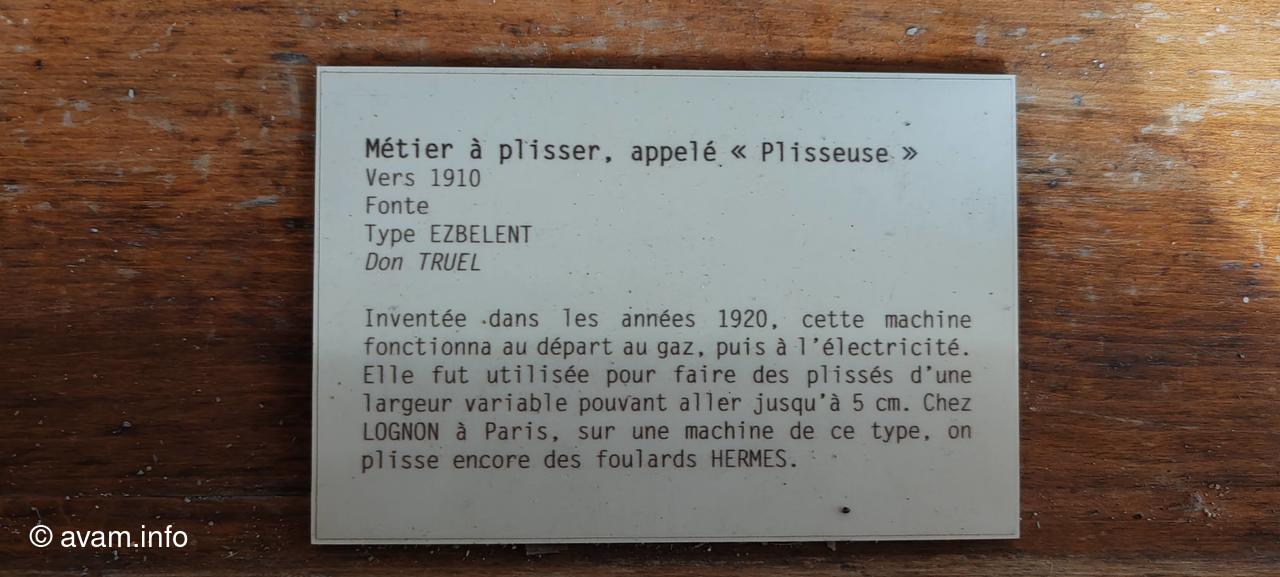 Métier à plisser, appelé « Plisseuse »
Vers 1910
Fonte
Type EZBELENT
Don TRUEL
Inventée dans les années 1920, cette machine
fonctionna au départ au gaz, puis à l'électricité.
Elle fut utilisée pour faire des plissés d'une
largeur variable pouvant aller jusqu'à 5 cm. Chez
LOGNON à Paris, sur une machine de ce type, on
plisse encore des foulards HERMES.
© avam.info